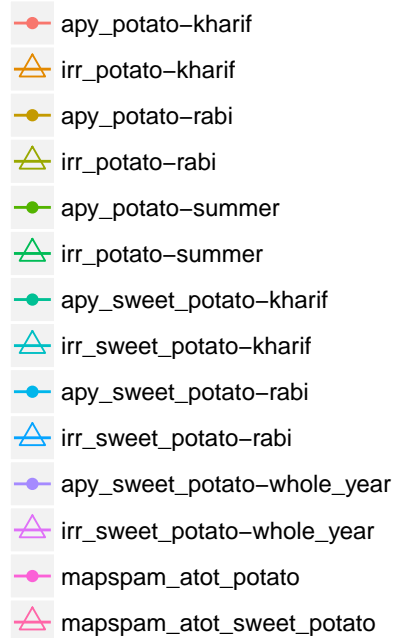 apy_potato−kharif
irr_potato−kharif
apy_potato−rabi
irr_potato−rabi
apy_potato−summer
irr_potato−summer
apy_sweet_potato−kharif
irr_sweet_potato−kharif
apy_sweet_potato−rabi
irr_sweet_potato−rabi
apy_sweet_potato−whole_year
irr_sweet_potato−whole_year
mapspam_atot_potato
mapspam_atot_sweet_potato